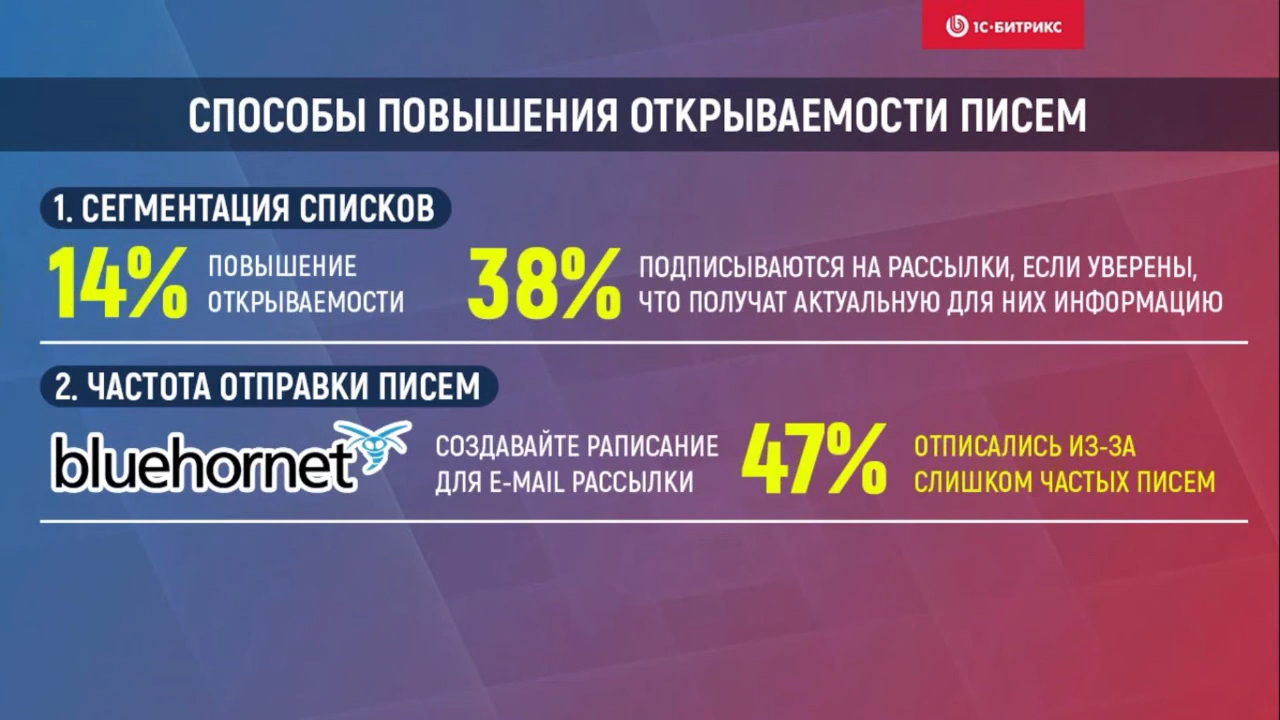 1С-БИТРИКС
СПОСОБЫ ПОВЫШЕНИЯ ОТКРЫВАЕМОСТИ ПИСЕМ
1. СЕГМЕНТАЦИЯ СПИСКОВ
14% ПОВЫШЕНИЕ
ОТКРЫВАЕМОСТИ
38% ПОДПИСЫВАЮТСЯ НА РАССЫЛКИ, ЕСЛИ УВЕРЕНЫ,
ЧТО ПОЛУЧАТ АКТУАЛЬНУЮ ДЛЯ НИХ ИНФОРМАЦИЮ
2. ЧАСТОТА ОТПРАВКИ ПИСЕМ
bluehornet
СОЗДАВАЙТЕ РАПИСАНИЕ
ДЛЯ E-MAIL РАССЫЛКИ
47% ОТПИСАЛИСЬ ИЗ-ЗА
СЛИШКОМ ЧАСТЫХ ПИСЕМ